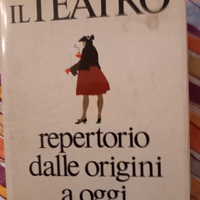 IL TEATRO
repertorio
dalle origini
a oggi